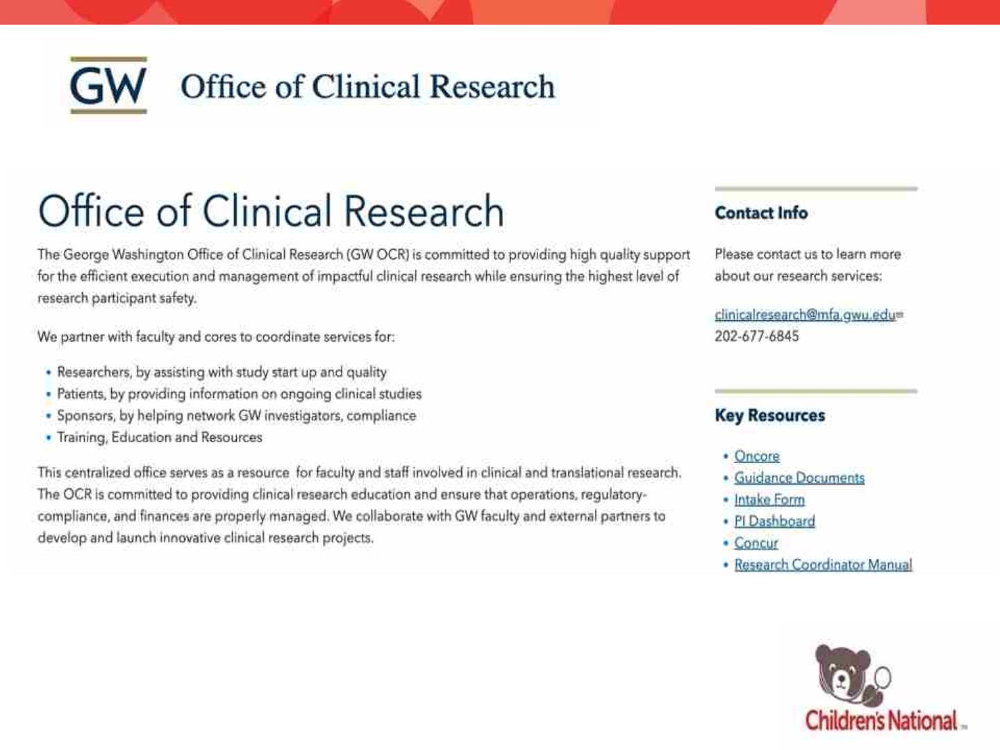 GW Office of Clinical Research
Office of Clinical Research
The George Washington Office of Clinical Research (GW OCR) is committed to providing high quality support
for the efficient execution and management of impactful clinical research while ensuring the highest level of
research participant safety.
We partner with faculty and cores to coordinate services for:
• Researchers, by assisting with study start up and quality
• Patients, by providing information on ongoing clinical studies
• Sponsors, by helping network GW investigators, compliance
• Training, Education and Resources
This centralized office serves as a resource for faculty and staff involved in clinical and translational research.
The OCR is committed to providing clinical research education and ensure that operations, regulatory-
compliance, and finances are properly managed. We collaborate with GW faculty and external partners to
develop and launch innovative clinical research projects.
Contact Info
Please contact us to learn more
about our research services:
clinicalresearch@mfa.gwu.edu
202-677-6845
Key Resources
• Oncore
• Guidance Documents
• Intake Form
• PI Dashboard
• Concur
• Research Coordinator Manual
Children's National ™